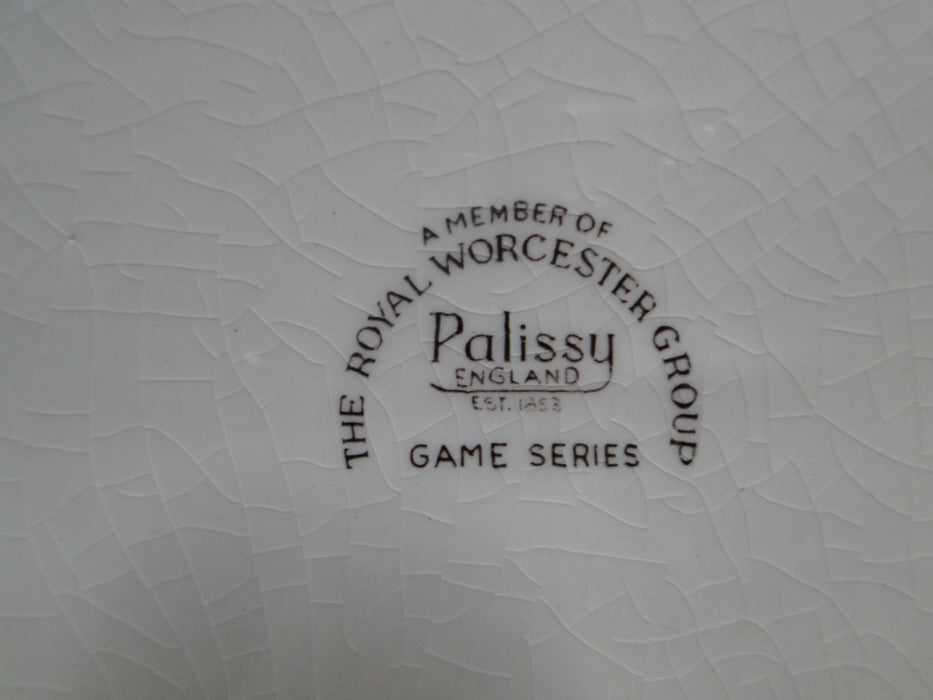 A MEMBER OF
THE ROYAL WORCESTER GROUP
Palissy
ENGLAND
EST. 1853
GAME SERIES